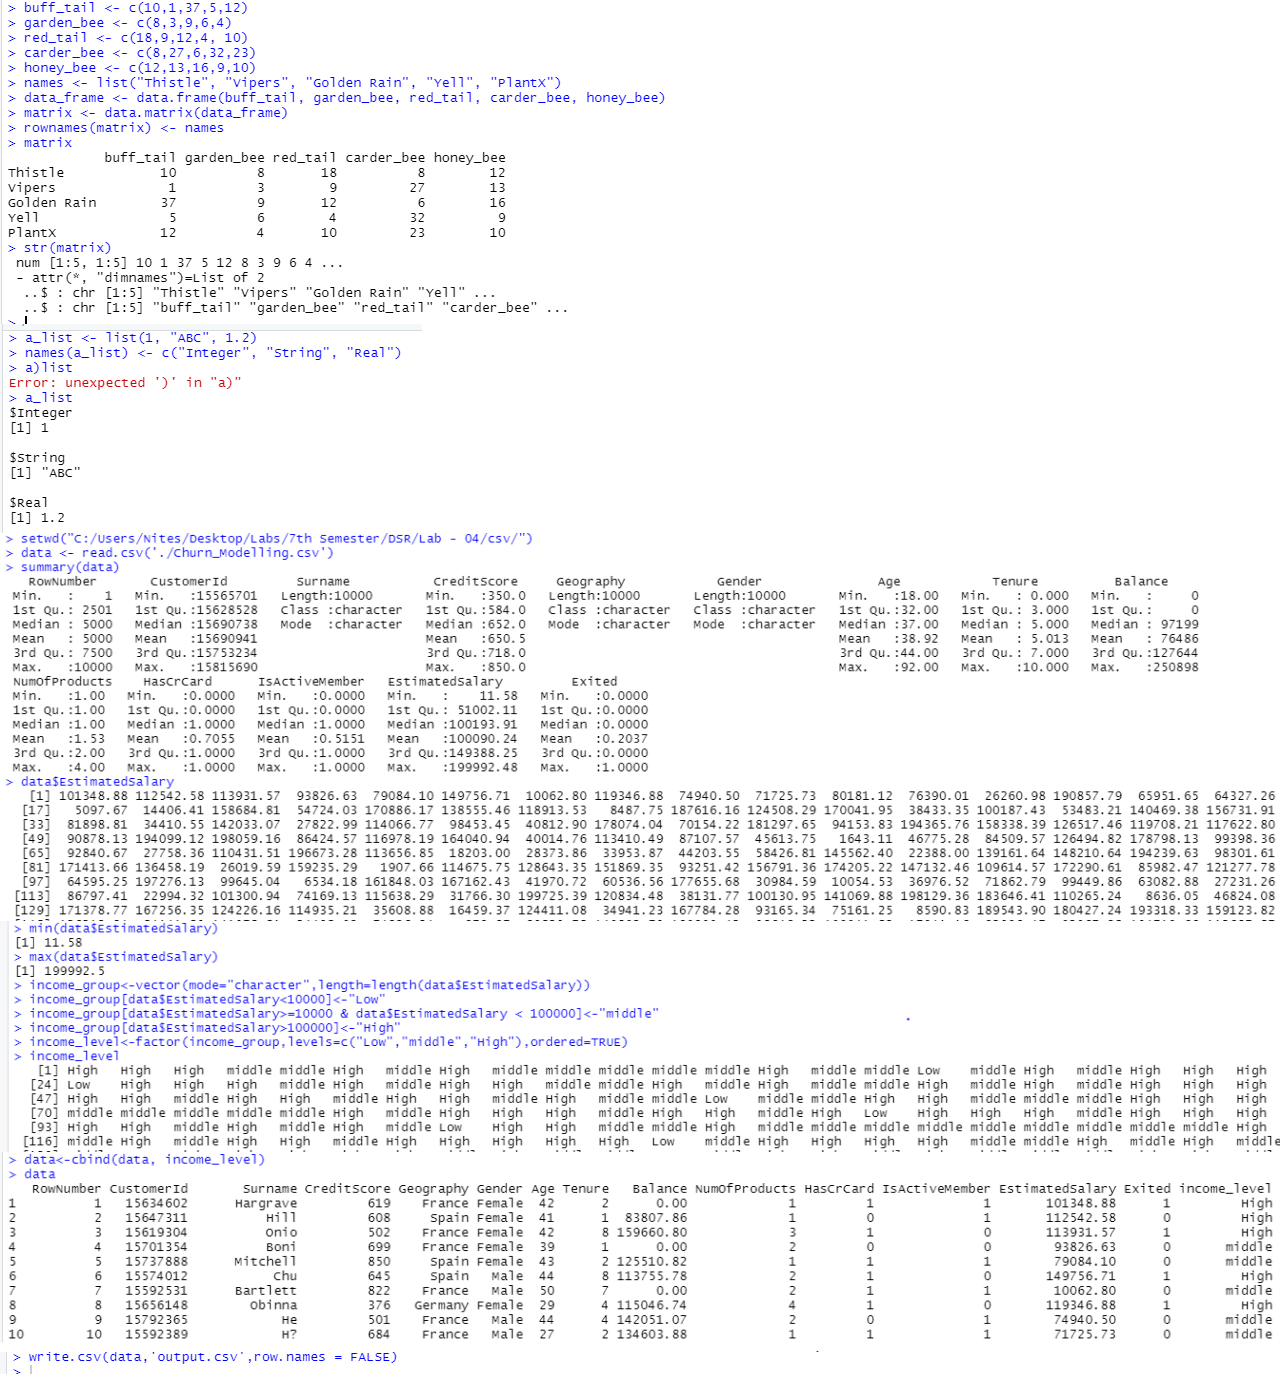 > buff_tail <- c(10,1,37,5,12)
> garden_bee <- c(8,3,9,6,4)
> red_tail <- c(18,9,12,4, 10)
> carder_bee <- c(8,27,6,32,23)
> honey_bee <- c(12,13,16,9,10)
> names <- list("Thistle", "Vipers", "Golden Rain", "Yell", "PlantX")
> data_frame <- data.frame(buff_tail, garden_bee, red_tail, carder_bee, honey_bee)
> matrix <- data.matrix(data_frame)
> rownames(matrix) <- names
> matrix
buff_tail garden_bee red_tail carder_bee honey_bee
Thistle 10 8 18 8 12
Vipers 1 3 9 27 13
Golden Rain 37 9 12 6 16
Yell 5 6 4 32 9
PlantX 12 4 10 23 10
> str(matrix)
num [1:5, 1:5] 10 1 37 5 12 8 3 9 6 4 ...
- attr(*, "dimnames")=List of 2
..$ : chr [1:5] "Thistle" "Vipers" "Golden Rain" "Yell" ...
..$ : chr [1:5] "buff_tail" "garden_bee" "red_tail" "carder_bee" ...
>
> a_list <- list(1, "ABC", 1.2)
> names(a_list) <- c("Integer", "String", "Real")
> a)list
Error: unexpected ')' in "a)"
> a_list
$Integer
[1] 1
$String
[1] "ABC"
$Real
[1] 1.2
> setwd("C:/Users/Nites/Desktop/Labs/7th Semester/DSR/Lab - 04/csv/")
> data <- read.csv('./Churn_Modelling.csv')
> summary(data)
RowNumber CustomerId Surname CreditScore Geography Gender Age Tenure Balance
Min. : 1 Min. :15565701 Length:10000 Min. :350.0 Length:10000 Length:10000 Min. :18.00 Min. : 0.000 Min. : 0
1st Qu.: 2501 1st Qu.:15628528 Class :character 1st Qu.:584.0 Class :character Class :character 1st Qu.:32.00 1st Qu.: 3.000 1st Qu.: 0
Median : 5000 Median :15690738 Mode :character Median :652.0 Mode :character Mode :character Median :37.00 Median : 5.000 Median : 97199
Mean : 5000 Mean :15690941 Mean :650.5 Mean :38.92 Mean : 5.013 Mean : 76486
3rd Qu.: 7500 3rd Qu.:15753234 3rd Qu.:718.0 3rd Qu.:44.00 3rd Qu.: 7.000 3rd Qu.:127644
Max. :10000 Max. :15815690 Max. :850.0 Max. :92.00 Max. :10.000 Max. :250898
NumOfProducts HasCrCard IsActiveMember EstimatedSalary Exited
Min. :1.00 Min. :0.0000 Min. :0.0000 Min. : 11.58 Min. :0.0000
1st Qu.:1.00 1st Qu.:0.0000 1st Qu.:0.0000 1st Qu.: 51002.11 1st Qu.:0.0000
Median :1.00 Median :1.0000 Median :1.0000 Median :100193.91 Median :0.0000
Mean :1.53 Mean :0.7055 Mean :0.5151 Mean :100090.24 Mean :0.2037
3rd Qu.:2.00 3rd Qu.:1.0000 3rd Qu.:1.0000 3rd Qu.:149388.25 3rd Qu.:0.0000
Max. :4.00 Max. :1.0000 Max. :1.0000 Max. :199992.48 Max. :1.0000
> data$EstimatedSalary
[1] 101348.88 112542.58 113931.57 93826.63 79084.10 149756.71 10062.80 119346.88 74940.50 71725.73 80181.12 76390.01 26260.98 190857.79 65951.65 64327.26
[17] 5097.67 14406.41 158684.81 54724.03 170886.17 138555.46 118913.53 8487.75 187616.16 124508.29 170041.95 38433.35 100187.43 53483.21 140469.38 156731.91
[33] 81898.81 34410.55 142033.07 27822.99 114066.77 98453.45 40812.90 178074.04 70154.22 181297.65 94153.83 194365.76 158338.39 126517.46 119708.21 117622.80
[49] 90878.13 194099.12 198059.16 86424.57 116978.19 164040.94 40014.76 113410.49 87107.57 45613.75 1643.11 46775.28 84509.57 126494.82 178798.13 99398.36
[65] 92840.67 27758.36 110431.51 196673.28 113656.85 18203.00 28373.86 33953.87 44203.55 58426.81 145562.40 22388.00 139161.64 148210.64 194239.63 98301.61
[81] 171413.66 136458.19 26019.59 159235.29 1907.66 114675.75 128643.35 151869.35 93251.42 156791.36 174205.22 147132.46 109614.57 172290.61 85982.47 121277.78
[97] 64595.25 197276.13 99645.04 6534.18 161848.03 167162.43 41970.72 60536.56 177655.68 30984.59 10054.53 36976.52 71862.79 99449.86 63082.88 27231.26
[113] 86797.41 22994.32 101300.94 74169.13 115638.29 31766.30 199725.39 120834.48 38131.77 100130.95 141069.88 198129.36 183646.41 110265.24 8636.05 46824.08
[129] 171378.77 167256.35 124226.16 114935.21 35608.88 16459.37 124411.08 34941.23 167784.28 93165.34 75161.25 8590.83 189543.90 180427.24 193318.33 159123.82
> min(data$EstimatedSalary)
[1] 11.58
> max(data$EstimatedSalary)
[1] 199992.5
> income_group<-vector(mode="character",length=length(data$EstimatedSalary))
> income_group[data$EstimatedSalary<10000]<-"Low"
> income_group[data$EstimatedSalary>=10000 & data$EstimatedSalary < 100000]<-"middle"
> income_group[data$EstimatedSalary>100000]<-"High"
> income_level<-factor(income_group,levels=c("Low","middle","High"),ordered=TRUE)
> income_level
[1] High High High middle middle High middle High middle middle middle middle middle High middle middle Low middle High middle High High High
[24] Low High High middle High middle High High middle middle High middle High middle middle High middle High middle High High High High
[47] High High middle High High middle High High middle High middle middle Low middle middle High High middle middle middle High High High
[70] middle middle middle middle middle High middle High High High middle High High middle High Low High High High middle High High High High
[93] High High middle High middle High middle Low High High middle middle High middle middle middle middle middle middle middle middle middle High
[116] middle High middle High High middle High High High High High Low middle High High High High middle middle High middle High middle
> data<-cbind(data, income_level)
> data
RowNumber CustomerId Surname CreditScore Geography Gender Age Tenure Balance NumOfProducts HasCrCard IsActiveMember EstimatedSalary Exited income_level
1 1 15634602 Hargrave 619 France Female 42 2 0.00 1 1 1 101348.88 1 High
2 2 15647311 Hill 608 Spain Female 41 1 83807.86 1 0 1 112542.58 0 High
3 3 15619304 Onio 502 France Female 42 8 159660.80 3 1 0 113931.57 1 High
4 4 15701354 Boni 699 France Female 39 1 0.00 2 0 0 93826.63 0 middle
5 5 15737888 Mitchell 850 Spain Female 43 2 125510.82 1 1 1 79084.10 0 middle
6 6 15574012 Chu 645 Spain Male 44 8 113755.78 2 1 0 149756.71 1 High
7 7 15592531 Bartlett 822 France Male 50 7 0.00 2 1 1 10062.80 0 middle
8 8 15656148 Obinna 376 Germany Female 29 4 115046.74 4 1 0 119346.88 1 High
9 9 15792365 He 501 France Male 44 4 142051.07 2 0 1 74940.50 0 middle
10 10 15592389 H? 684 France Male 27 2 134603.88 1 1 1 71725.73 0 middle
> write.csv(data,'output.csv',row.names = FALSE)
>